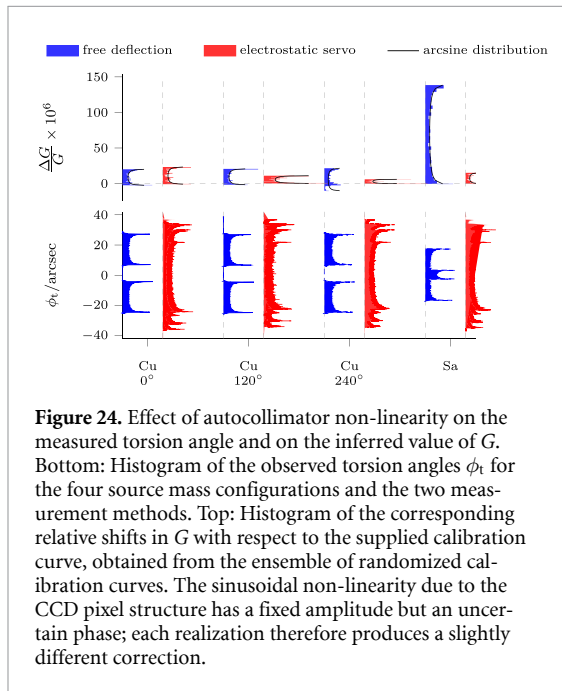 free deflection electrostatic servo arcsine distribution
150
100
50
0
ΔG/G × 10⁶
40
20
0
−20
−40
ϕt/arcsec
Cu Cu Cu Sa
0° 120° 240°
Figure 24. Effect of autocollimator non-linearity on the
measured torsion angle and on the inferred value of G.
Bottom: Histogram of the observed torsion angles ϕt for
the four source mass configurations and the two meas-
urement methods. Top: Histogram of the corresponding
relative shifts in G with respect to the supplied calibration
curve, obtained from the ensemble of randomized cal-
ibration curves. The sinusoidal non-linearity due to the
CCD pixel structure has a fixed amplitude but an uncer-
tain phase; each realization therefore produces a slightly
different correction.